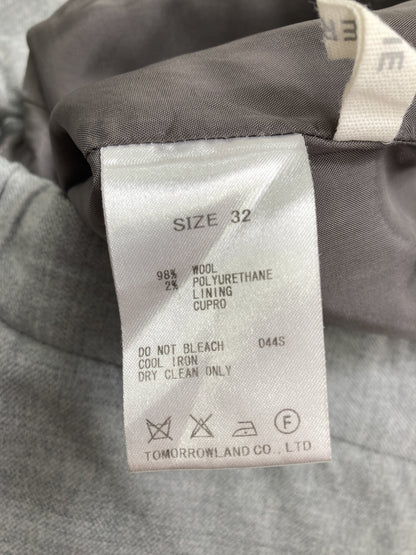 SIZE 32
98% WOOL
2% POLYURETHANE
LINING
CUPRO
DO NOT BLEACH 044S
COOL IRON
DRY CLEAN ONLY
F
TOMORROWLAND CO., LTD